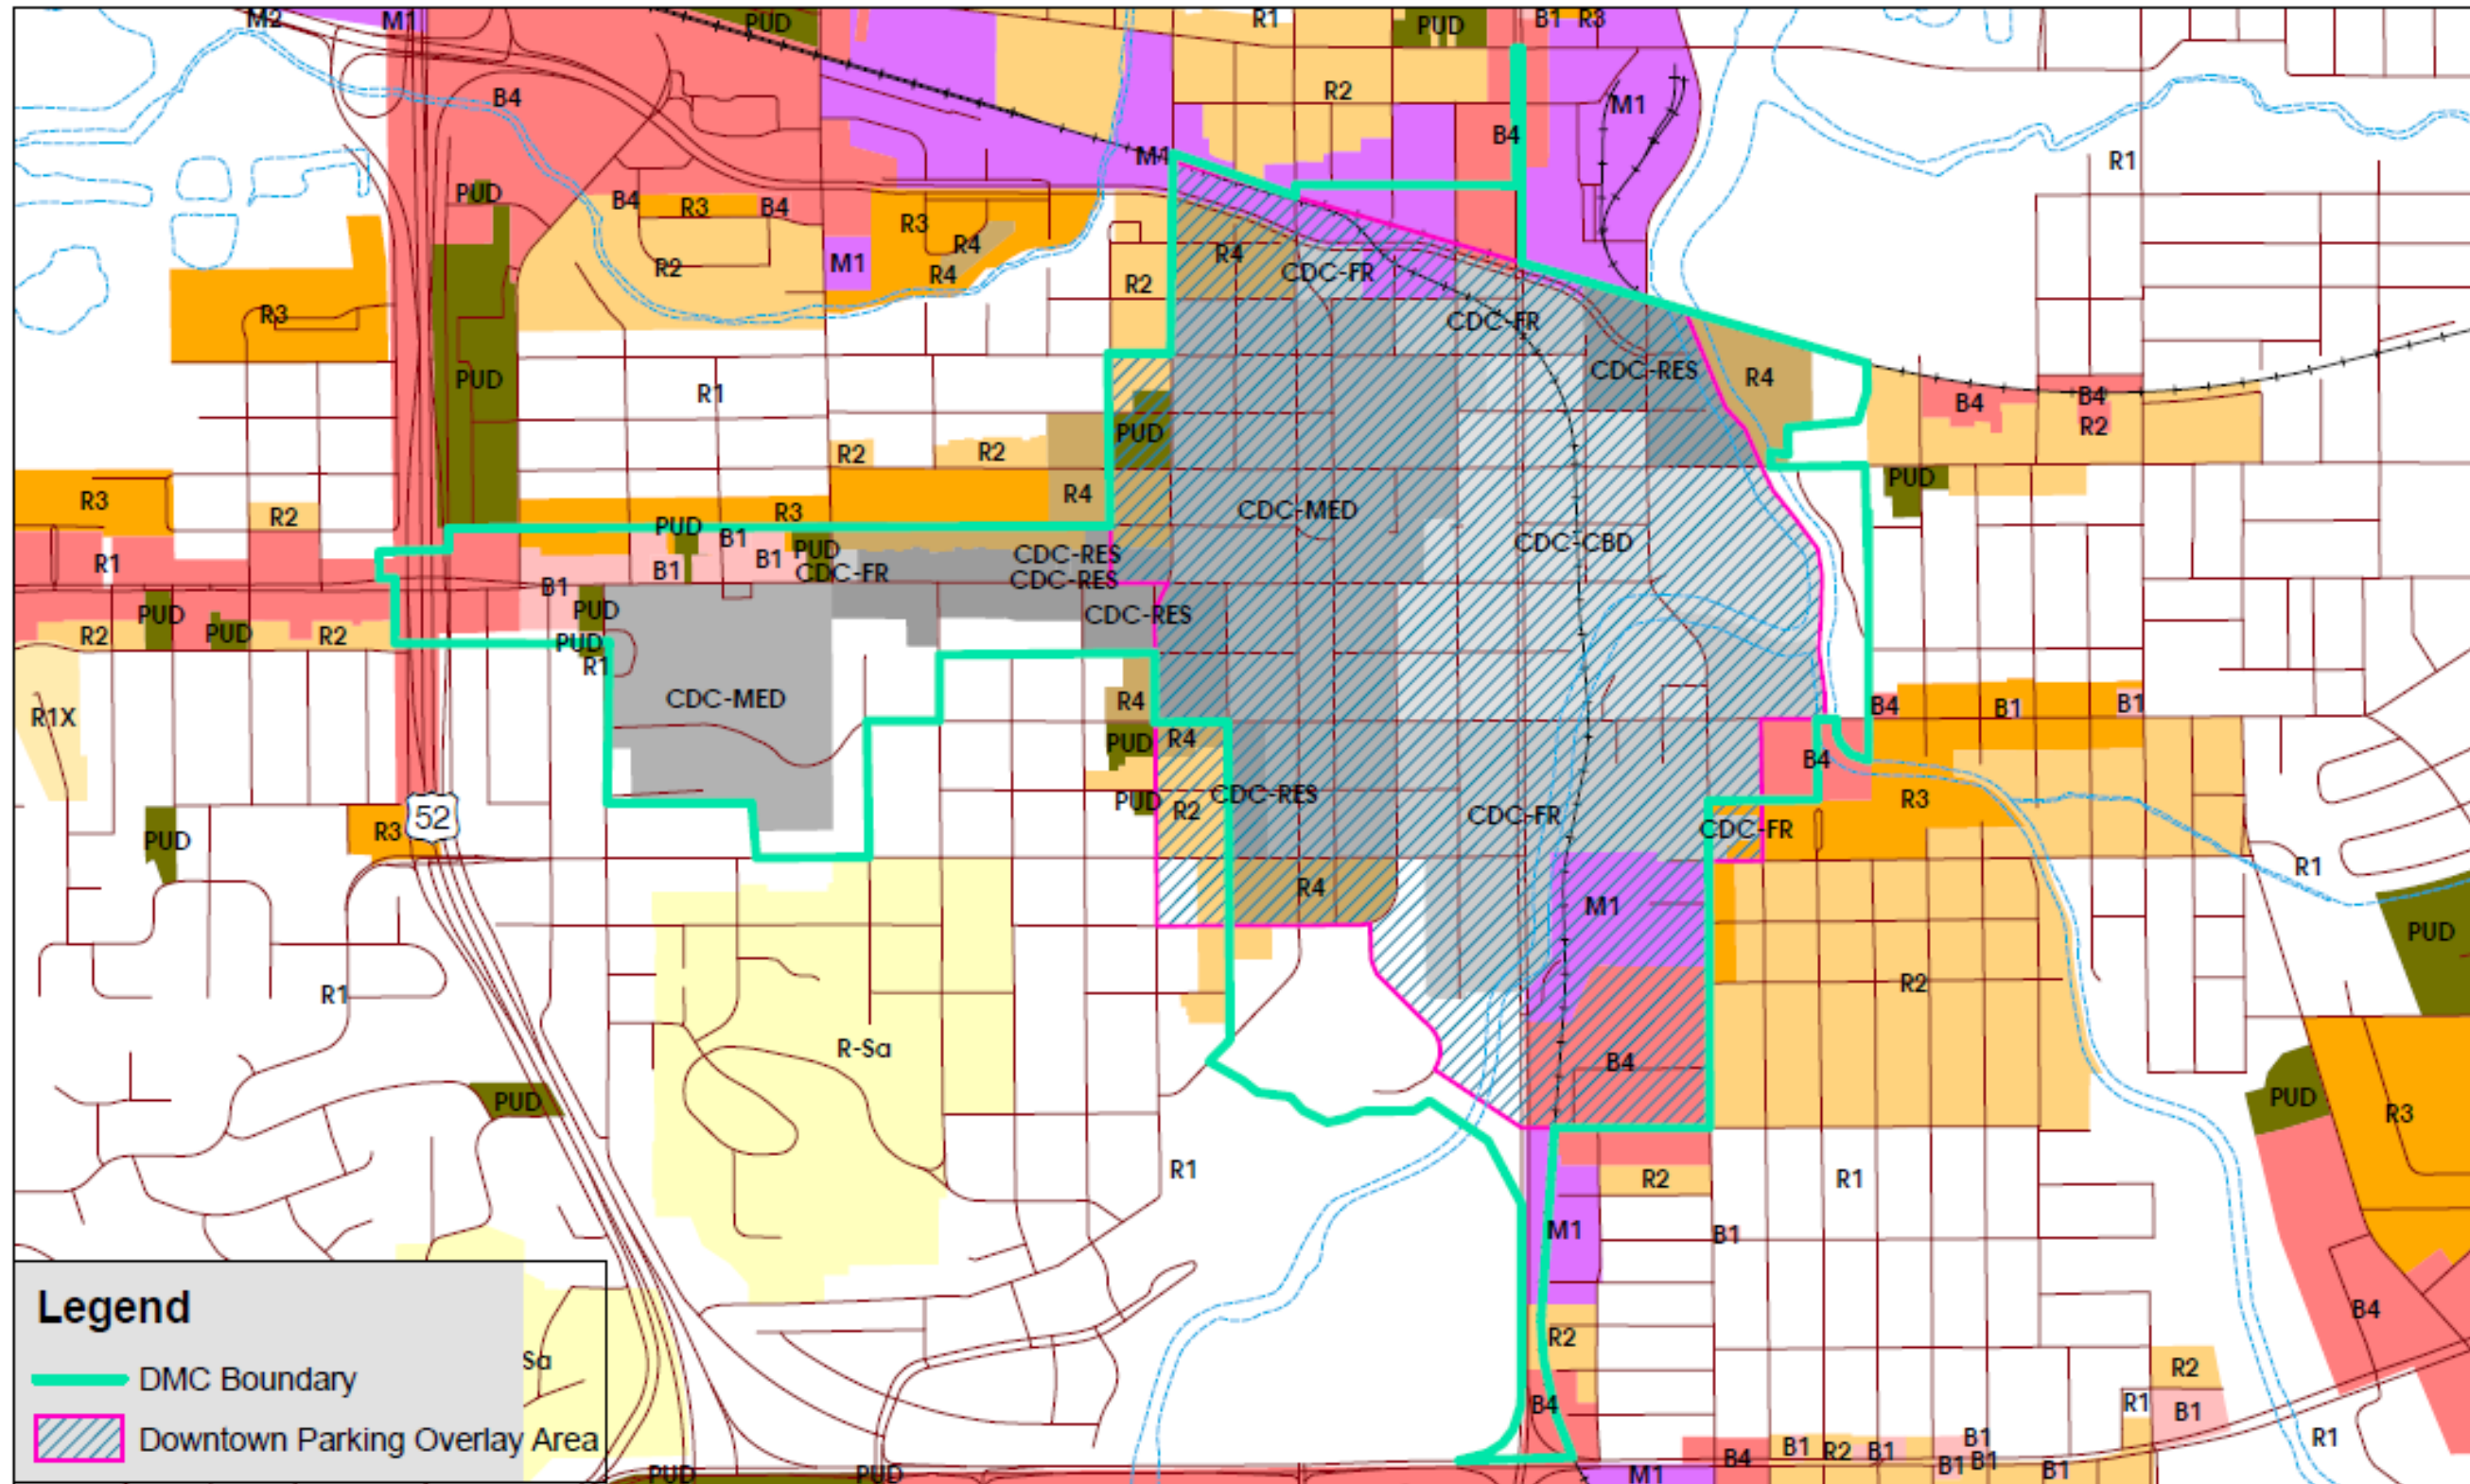 M2
M1
PUD
R1
PUD
B1
R3
B4
R2
M1
B4
M1
R1
PUD
B4
R3
B4
R3
R4
R4
R4
M1
R2
R2
CDC-FR
R3
CDC-FR
CDC-RES
R4
PUD
R1
B4
B4
R2
PUD
R2
R2
R3
R4
PUD
R2
R3
CDC-MED
PUD
B1
CDC-CBD
R1
B1
B1
PUD
CDC-FR
CDC-RES
CDC-RES
B1
PUD
PUD
PUD
CDC-RES
R2
R2
PUD
R1
CDC-MED
R4
R1X
B4
B1
B1
PUD
R4
B4
PUD
R2
CDC-RES
CDC-FR
CDC-FR
R3
52
R3
PUD
R1
R4
M1
PUD
R1
R2
R-Sa
B4
PUD
PUD
R3
R1
R2
R1
M1
B1
B4
R2
Legend
Sa
DMC Boundary
Downtown Parking Overlay Area
B4
R2
R1
B1
R1
PUD
PUD
M1
B4
B1
R2
B1
B1
B1
B1
B1